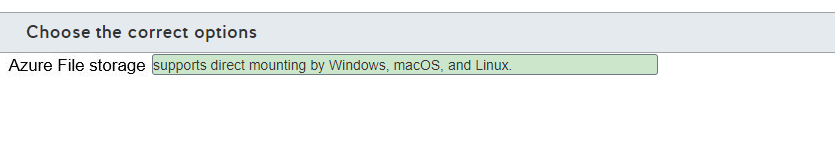 Choose the correct options
Azure File storage supports direct mounting by Windows, macOS, and Linux.